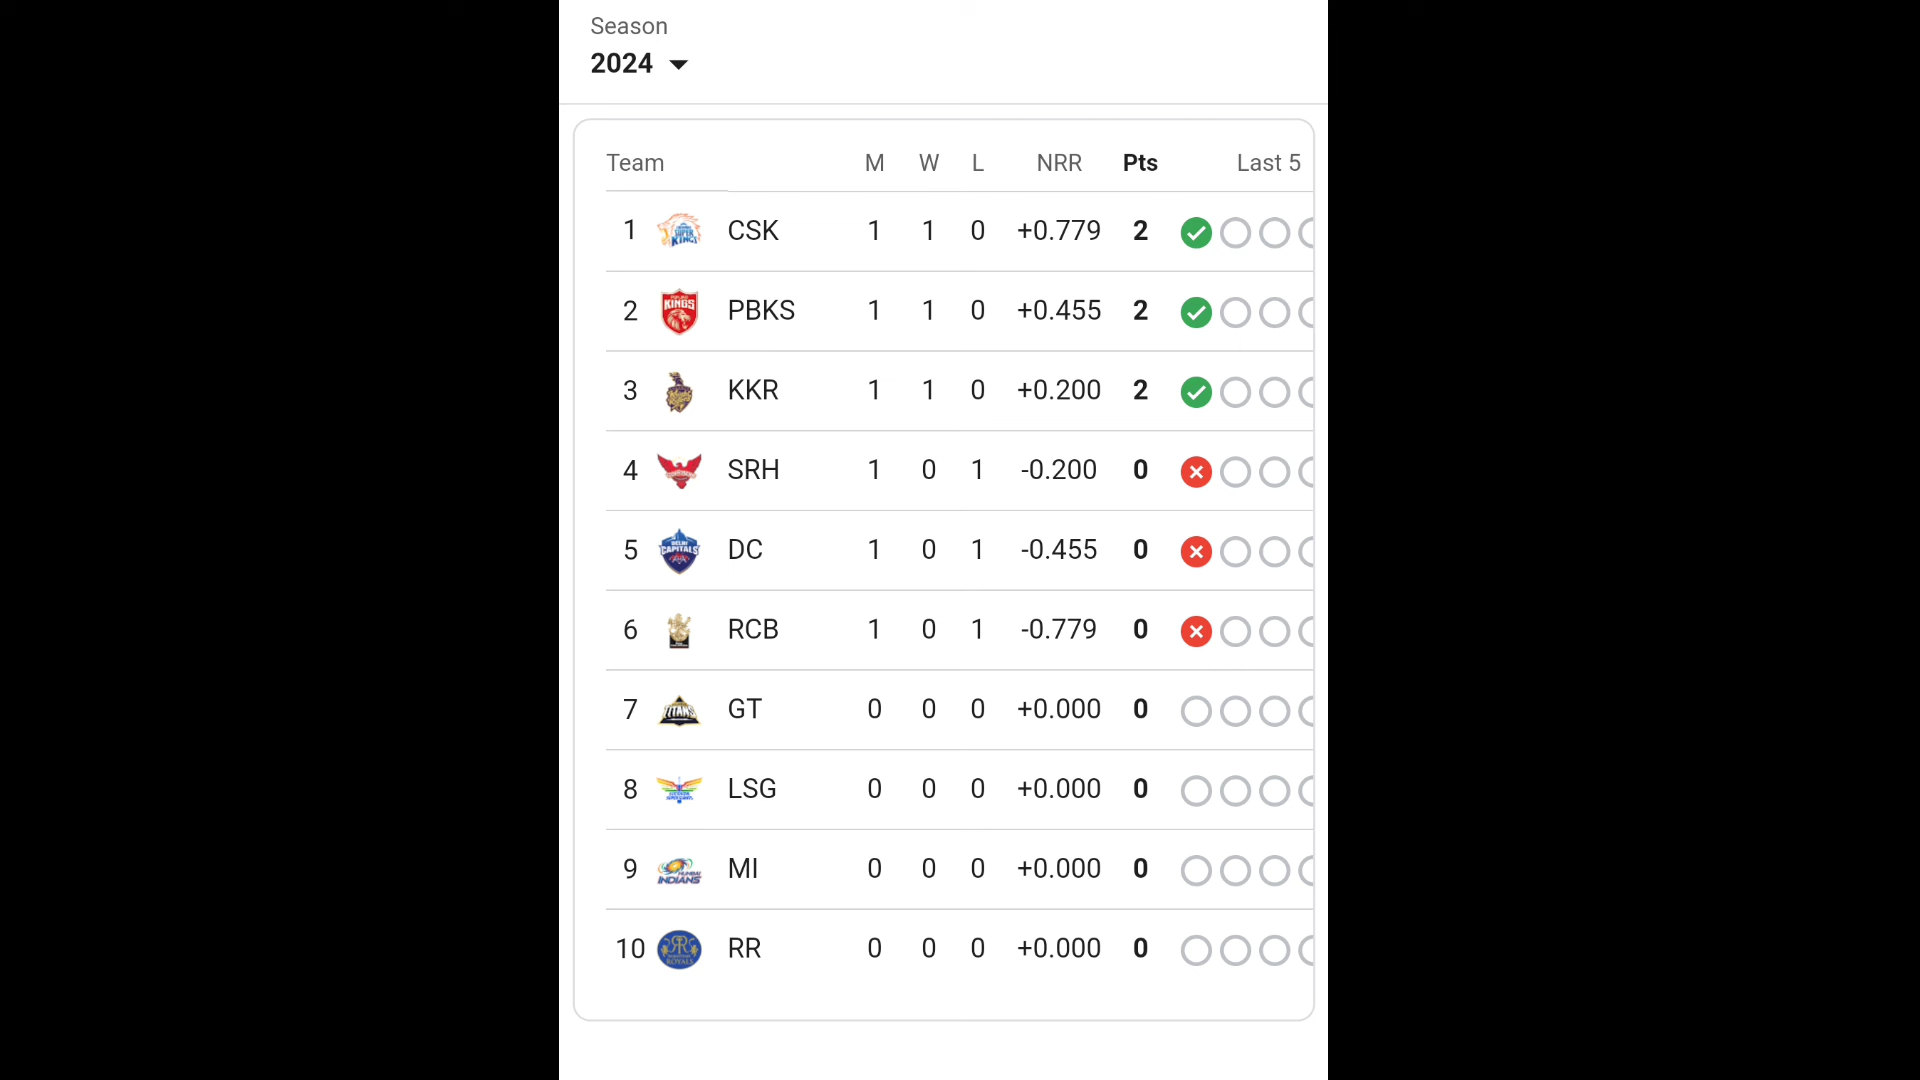 Season
2024
Team M W L NRR Pts Last 5
1 CSK 1 1 0 +0.779 2
2 PBKS 1 1 0 +0.455 2
3 KKR 1 1 0 +0.200 2
4 SRH 1 0 1 -0.200 0
5 DC 1 0 1 -0.455 0
6 RCB 1 0 1 -0.779 0
7 GT 0 0 0 +0.000 0
8 LSG 0 0 0 +0.000 0
9 MI 0 0 0 +0.000 0
10 RR 0 0 0 +0.000 0